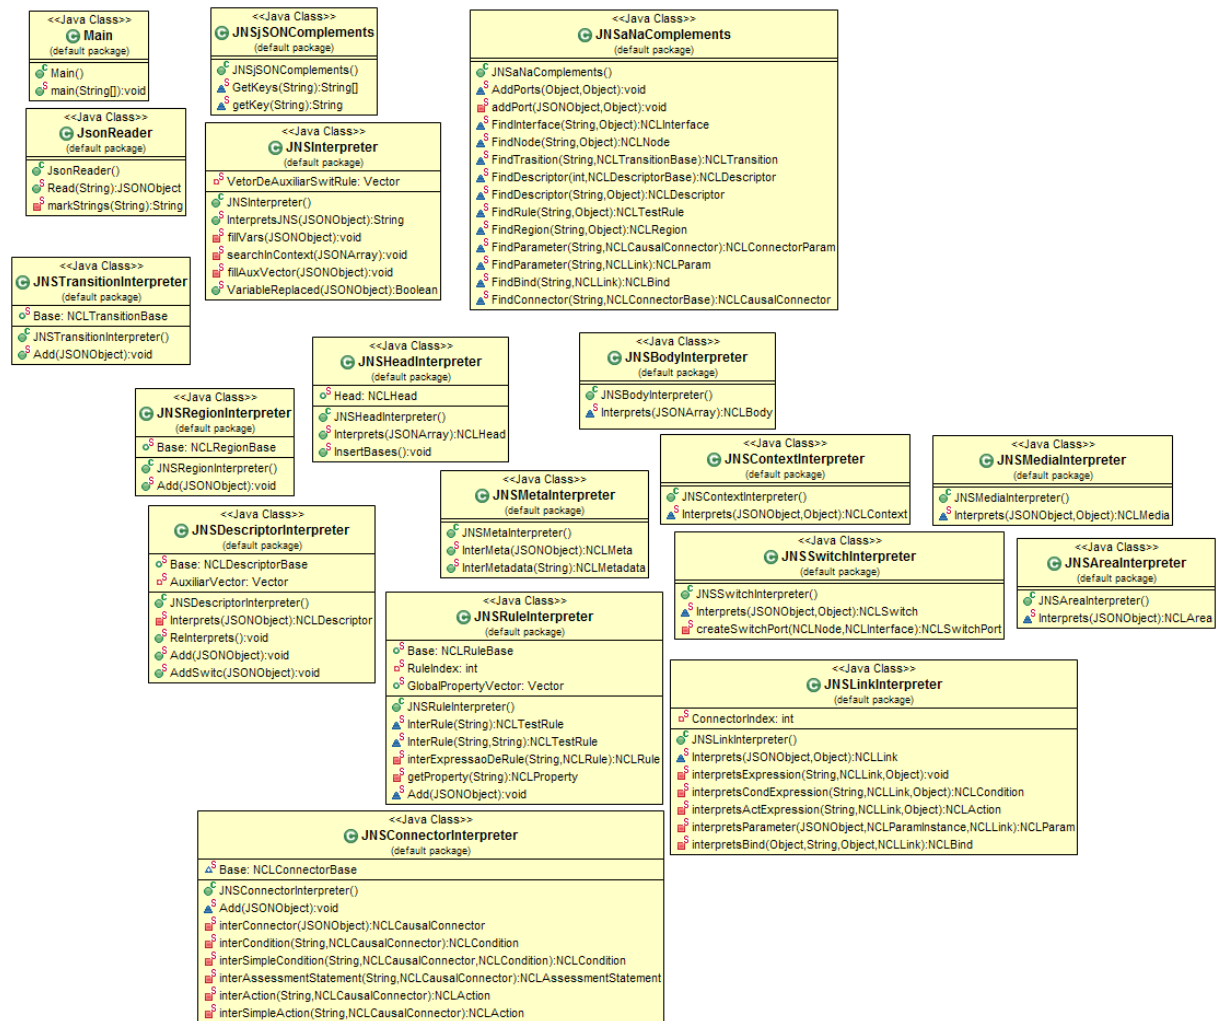 <<Java Class>>
Main
(default package)
Main()
main(String[]):void
<<Java Class>>
JNSjSONComplements
(default package)
JNSjSONComplements()
GetKeys(String):String[]
getKey(String):String
<<Java Class>>
JNSaNaComplements
(default package)
JNSaNaComplements()
AddPorts(Object,Object):void
addPort(JSONObject,Object):void
FindInterface(String,Object):NCLInterface
FindNode(String,Object):NCLNode
FindTrasition(String,NCLTransitionBase):NCLTransition
FindDescriptor(int,NCLDescriptorBase):NCLDescriptor
FindDescriptor(String,Object):NCLDescriptor
FindRule(String,Object):NCLTestRule
FindRegion(String,Object):NCLRegion
FindParameter(String,NCLCausalConnector):NCLConnectorParam
FindParameter(String,NCLLink):NCLParam
FindBind(String,NCLLink):NCLBind
FindConnector(String,NCLConnectorBase):NCLCausalConnector
<<Java Class>>
JsonReader
(default package)
JsonReader()
Read(String):JSONObject
markStrings(String):String
<<Java Class>>
JNSInterpreter
(default package)
VetorDeAuxiliarSwitRule: Vector
JNSInterpreter()
InterpretsJNS(JSONObject):String
fillVars(JSONObject):void
searchInContext(JSONArray):void
fillAuxVector(JSONObject):void
VariableReplaced(JSONObject):Boolean
<<Java Class>>
JNSTransitionInterpreter
(default package)
Base: NCLTransitionBase
JNSTransitionInterpreter()
Add(JSONObject):void
<<Java Class>>
JNSHeadInterpreter
(default package)
Head: NCLHead
JNSHeadInterpreter()
Interprets(JSONArray):NCLHead
InsertBases():void
<<Java Class>>
JNSBodyInterpreter
(default package)
JNSBodyInterpreter()
Interprets(JSONArray):NCLBody
<<Java Class>>
JNSRegionInterpreter
(default package)
Base: NCLRegionBase
JNSRegionInterpreter()
Add(JSONObject):void
<<Java Class>>
JNSContextInterpreter
(default package)
JNSContextInterpreter()
Interprets(JSONObject,Object):NCLContext
<<Java Class>>
JNSMediaInterpreter
(default package)
JNSMediaInterpreter()
Interprets(JSONObject,Object):NCLMedia
<<Java Class>>
JNSMetaInterpreter
(default package)
JNSMetaInterpreter()
InterMeta(JSONObject):NCLMeta
InterMetadata(String):NCLMetadata
<<Java Class>>
JNSDescriptorInterpreter
(default package)
Base: NCLDescriptorBase
AuxiliarVector: Vector
JNSDescriptorInterpreter()
Interprets(JSONObject):NCLDescriptor
ReInterprets():void
Add(JSONObject):void
AddSwitc(JSONObject):void
<<Java Class>>
JNSSwitchInterpreter
(default package)
JNSSwitchInterpreter()
Interprets(JSONObject,Object):NCLSwitch
createSwitchPort(NCLNode,NCLInterface):NCLSwitchPort
<<Java Class>>
JNSAreaInterpreter
(default package)
JNSAreaInterpreter()
Interprets(JSONObject):NCLArea
<<Java Class>>
JNSRuleInterpreter
(default package)
Base: NCLRuleBase
RuleIndex: int
GlobalPropertyVector: Vector
JNSRuleInterpreter()
InterRule(String):NCLTestRule
InterRule(String,String):NCLTestRule
interExpressaoDeRule(String,NCLRule):NCLRule
getProperty(String):NCLProperty
Add(JSONObject):void
<<Java Class>>
JNSLinkInterpreter
(default package)
ConnectorIndex: int
JNSLinkInterpreter()
Interprets(JSONObject,Object):NCLLink
interpretsExpression(String,NCLLink,Object):void
interpretsCondExpression(String,NCLLink,Object):NCLCondition
interpretsActExpression(String,NCLLink,Object):NCLAction
interpretsParameter(JSONObject,NCLParamInstance,NCLLink):NCLParam
interpretsBind(Object,String,Object,NCLLink):NCLBind
<<Java Class>>
JNSConnectorInterpreter
(default package)
Base: NCLConnectorBase
JNSConnectorInterpreter()
Add(JSONObject):void
interConnector(JSONObject):NCLCausalConnector
interCondition(String,NCLCausalConnector):NCLCondition
interSimpleCondition(String,NCLCausalConnector,NCLCondition):NCLCondition
interAssessmentStatement(String,NCLCausalConnector):NCLAssessmentStatement
interAction(String,NCLCausalConnector):NCLAction
interSimpleAction(String,NCLCausalConnector):NCLAction